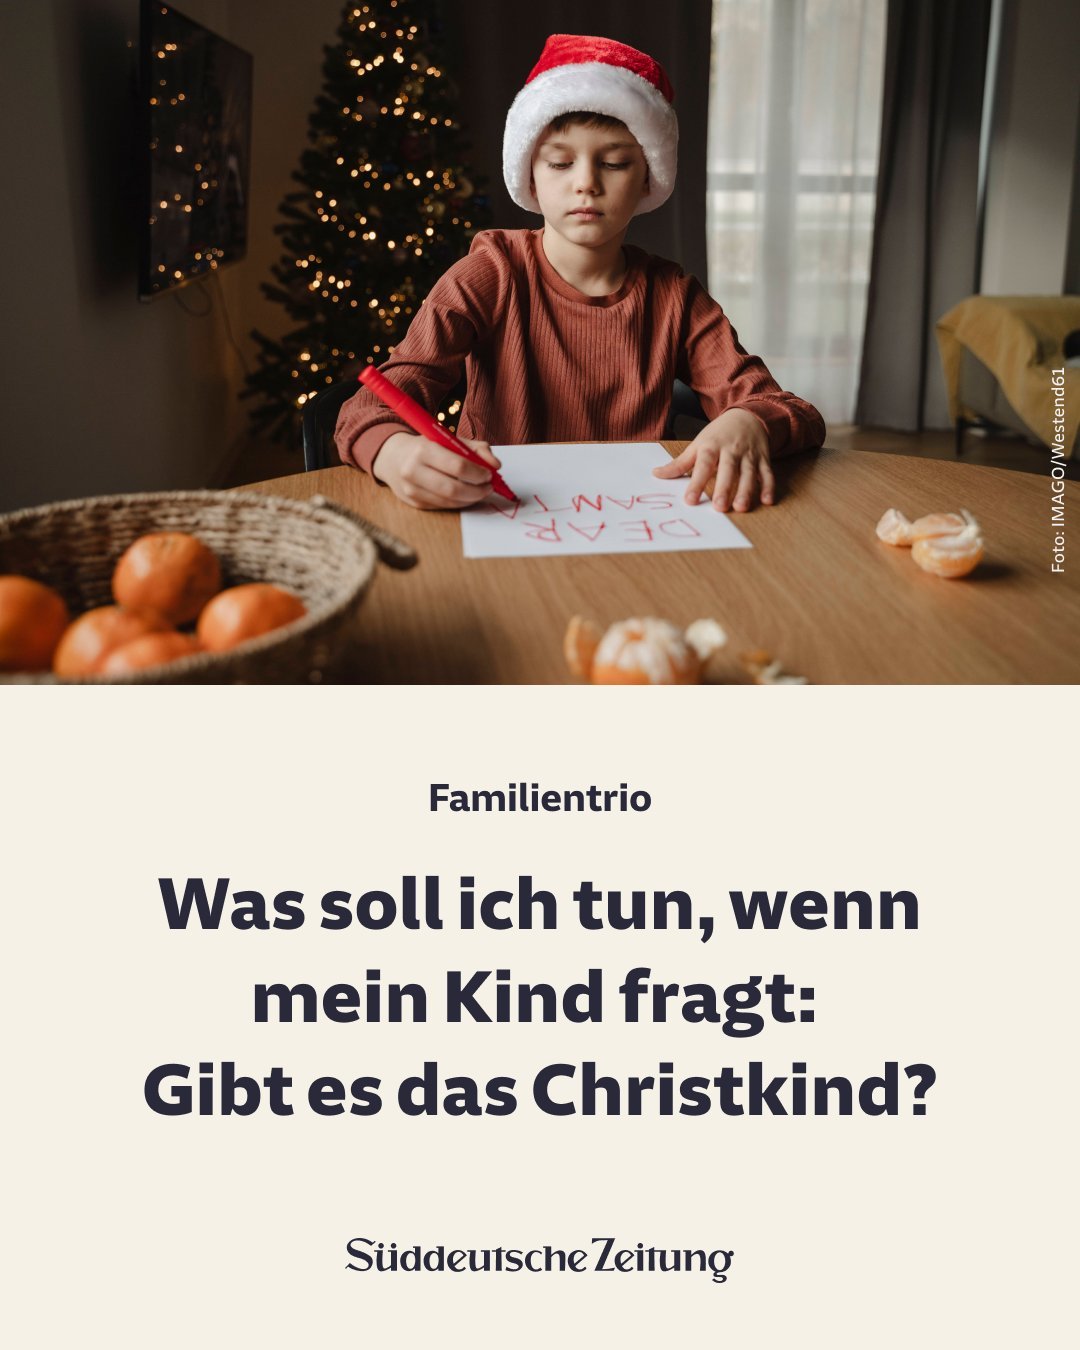 DEAR
SANTA
Foto: IMAGO/Westend61
Familientrio
Was soll ich tun, wenn
mein Kind fragt:
Gibt es das Christkind?
Süddeutsche Zeitung